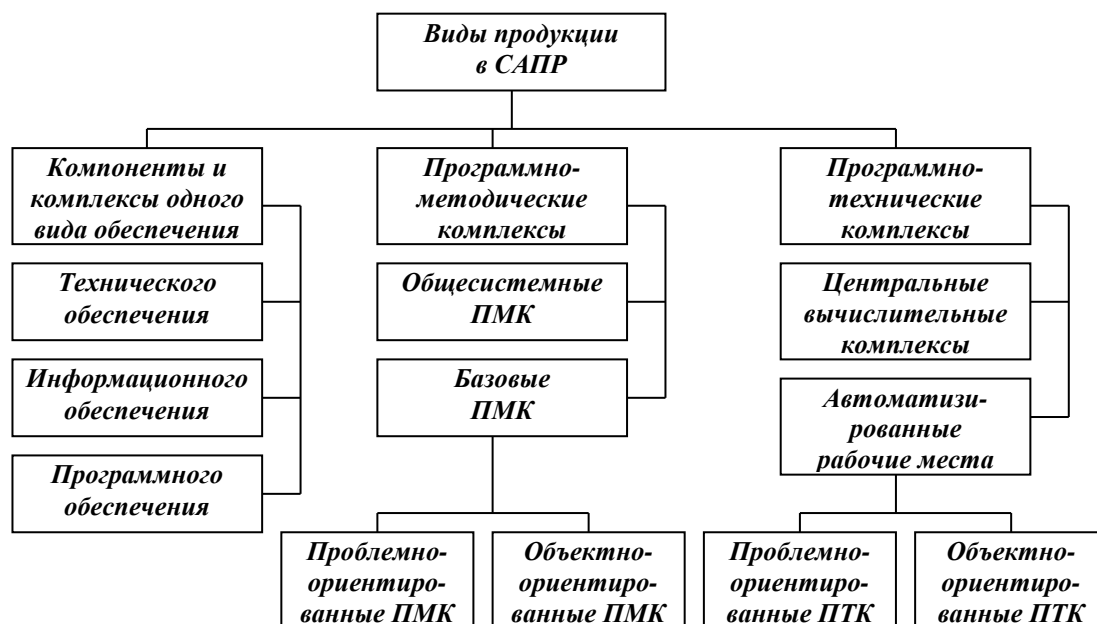 Виды продукции
в САПР
Компоненты и
комплексы одного
вида обеспечения
Программно-
методические
комплексы
Программно-
технические
комплексы
Технического
обеспечения
Общесистемные
ПМК
Центральные
вычислительные
комплексы
Информационного
обеспечения
Базовые
ПМК
Автоматизи-
рованные
рабочие места
Программного
обеспечения
Проблемно-
ориентиро-
ванные ПМК
Объектно-
ориентиро-
ванные ПМК
Проблемно-
ориентиро-
ванные ПТК
Объектно-
ориентиро-
ванные ПТК